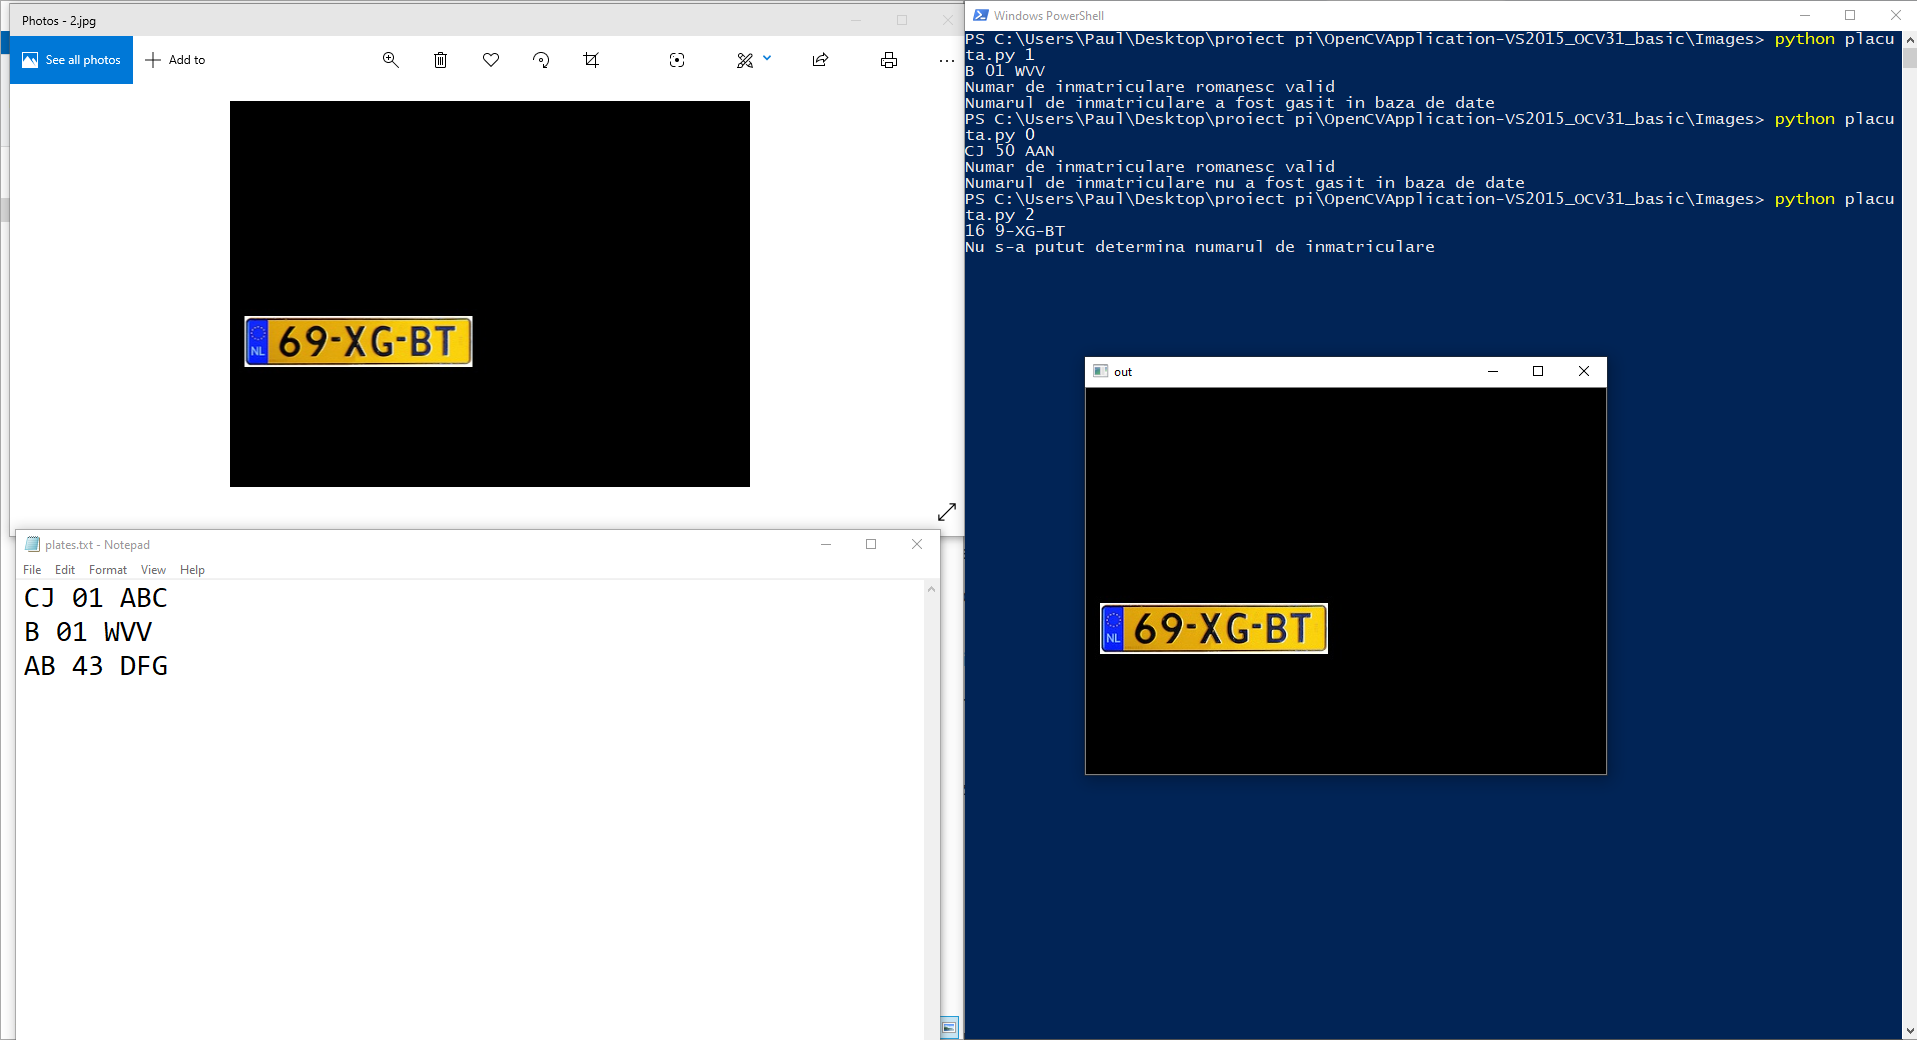 Photos - 2.jpg
See all photos
Add to
NL 69-XG-BT
plates.txt - Notepad
File Edit Format View Help
CJ 01 ABC
B 01 WVV
AB 43 DFG
Windows PowerShell
PS C:\Users\Paul\Desktop\proiect pi\OpenCVApplication-VS2015_OCV31_basic\Images> python placu
ta.py 1
B 01 WVV
Numar de inmatriculare romanesc valid
Numarul de inmatriculare a fost gasit in baza de date
PS C:\Users\Paul\Desktop\proiect pi\OpenCVApplication-VS2015_OCV31_basic\Images> python placu
ta.py 0
CJ 50 AAN
Numar de inmatriculare romanesc valid
Numarul de inmatriculare nu a fost gasit in baza de date
PS C:\Users\Paul\Desktop\proiect pi\OpenCVApplication-VS2015_OCV31_basic\Images> python placu
ta.py 2
16 9-XG-BT
Nu s-a putut determina numarul de inmatriculare
out
NL 69-XG-BT